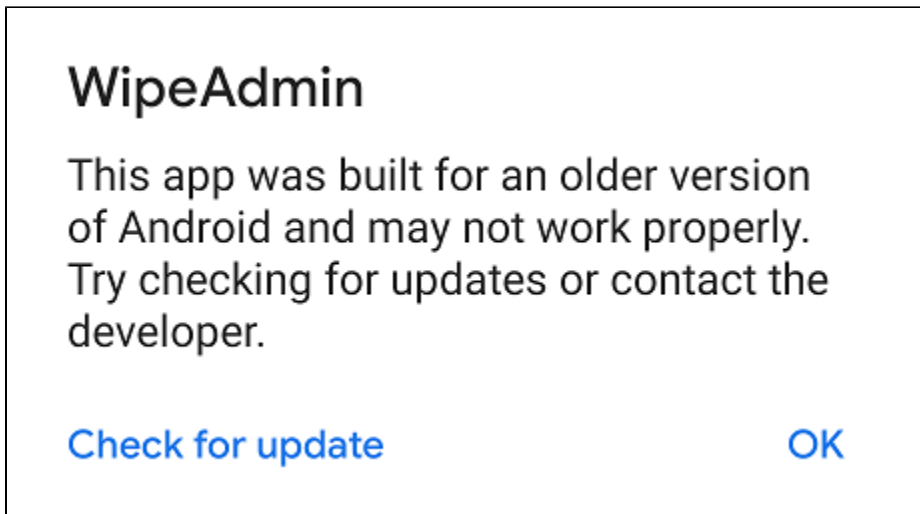 WipeAdmin
This app was built for an older version
of Android and may not work properly.
Try checking for updates or contact the
developer.
Check for update
OK